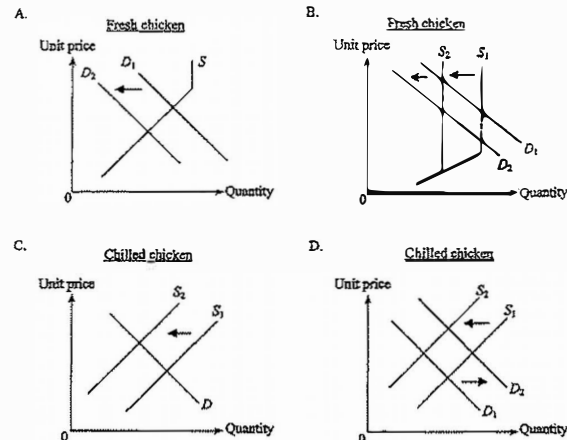 A.
Fresh chicken
Unit price
D₂
D₁
S
0
Quantity
B.
Fresh chicken
Unit price
S₂
S₁
D₁
D₂
0
Quantity
C.
Chilled chicken
Unit price
S₂
S₁
D
0
Quantity
D.
Chilled chicken
Unit price
S₂
S₁
D₂
D₁
0
Quantity